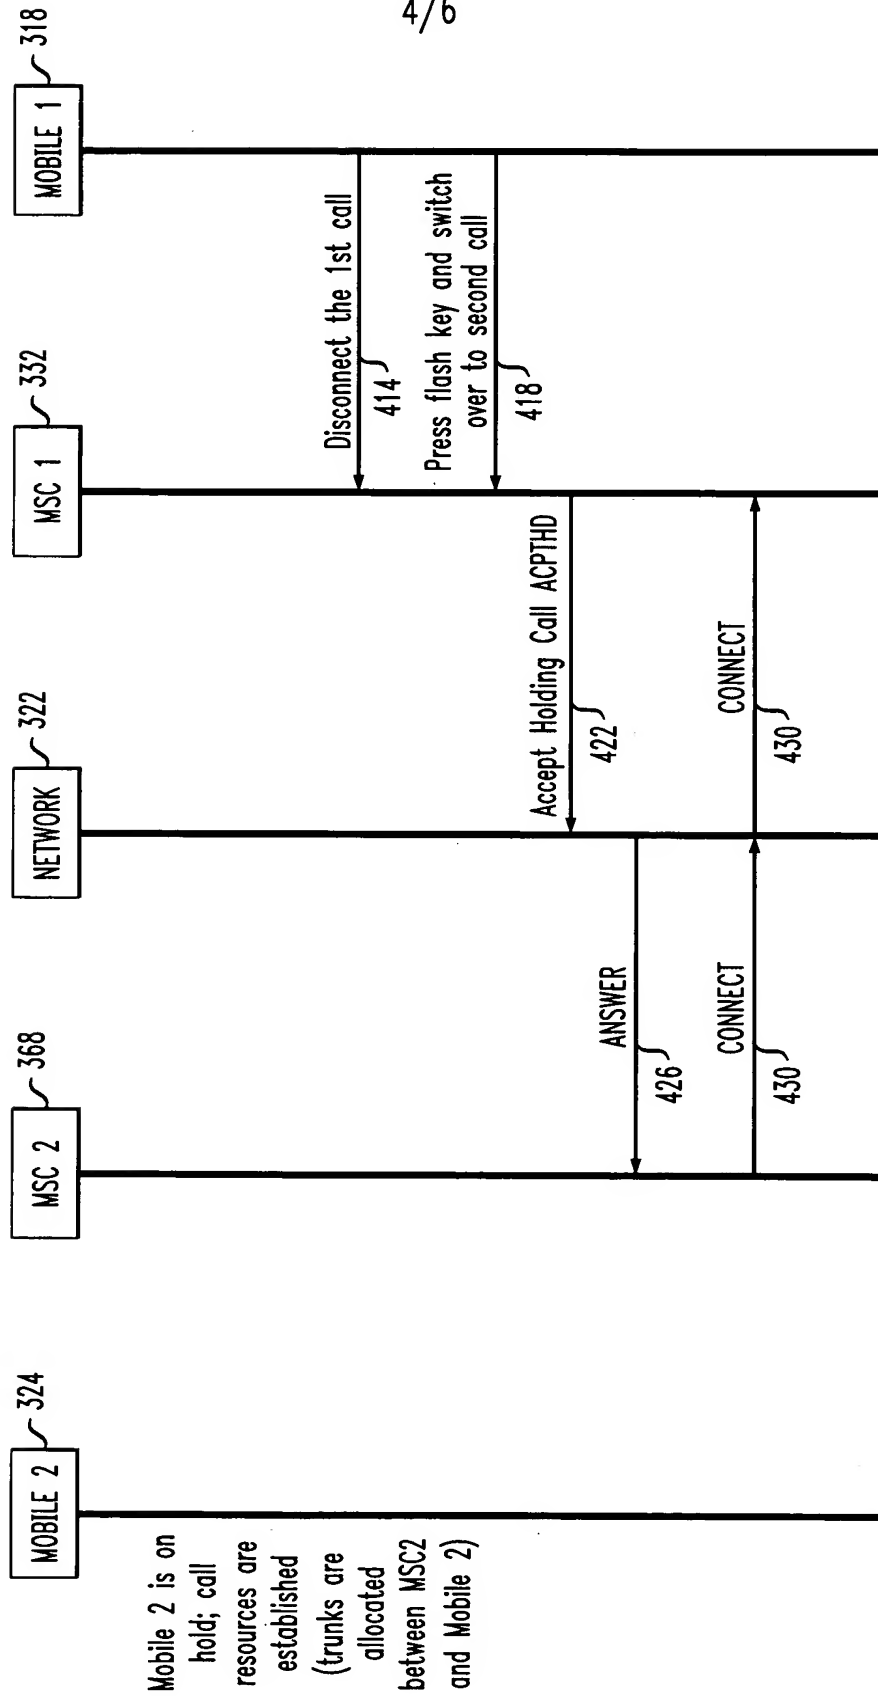 4/6
MOBILE 2
324
MSC 2
368
NETWORK
322
MSC 1
332
MOBILE 1
318
Mobile 2 is on
hold; call
resources are
established
(trunks are
allocated
between MSC2
and Mobile 2)
Disconnect the 1st call
414
Press flash key and switch
over to second call
418
Accept Holding Call ACPTHD
422
ANSWER
426
CONNECT
430
CONNECT
430